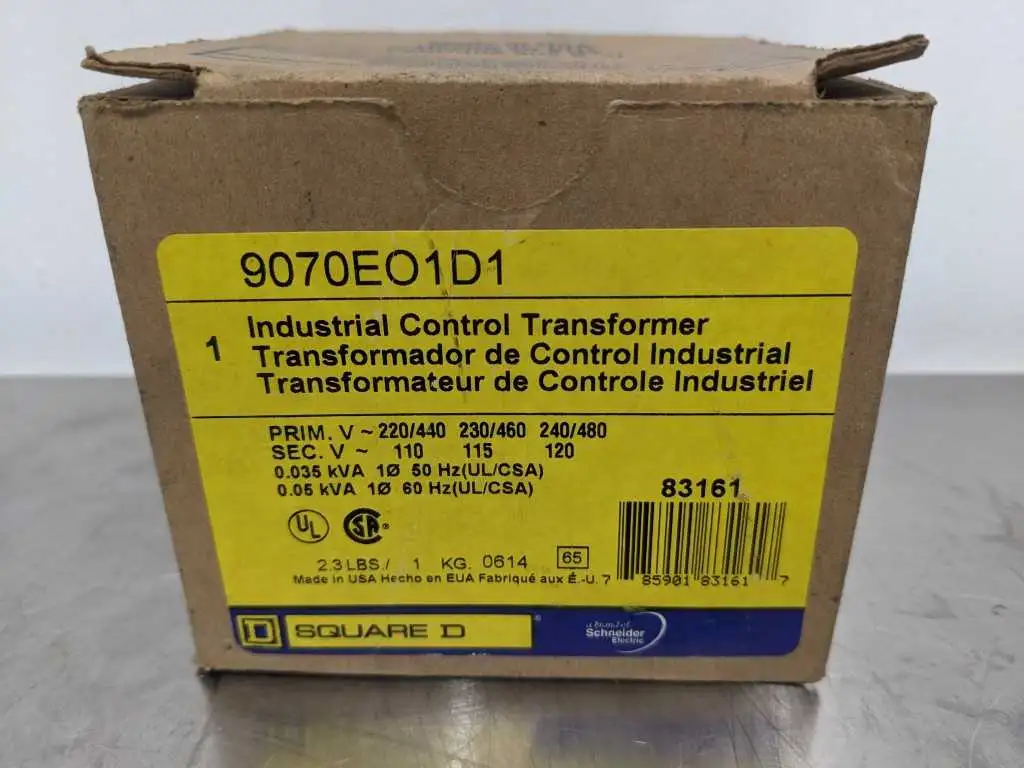 9070EO1D1
1
Industrial Control Transformer
Transformador de Control Industrial
Transformateur de Controle Industriel
PRIM. V ~ 220/440 230/460 240/480
SEC. V ~ 110 115 120
0.035 kVA 1Ø 50 Hz(UL/CSA)
0.05 kVA 1Ø 60 Hz(UL/CSA)
83161
UL SA®
2.3 LBS./ 1 KG. 0614 65
Made in USA Hecho en EUA Fabriqué aux É.-U.
7 85901 83161 7
D SQUARE D®
a brand of
Schneider
Electric